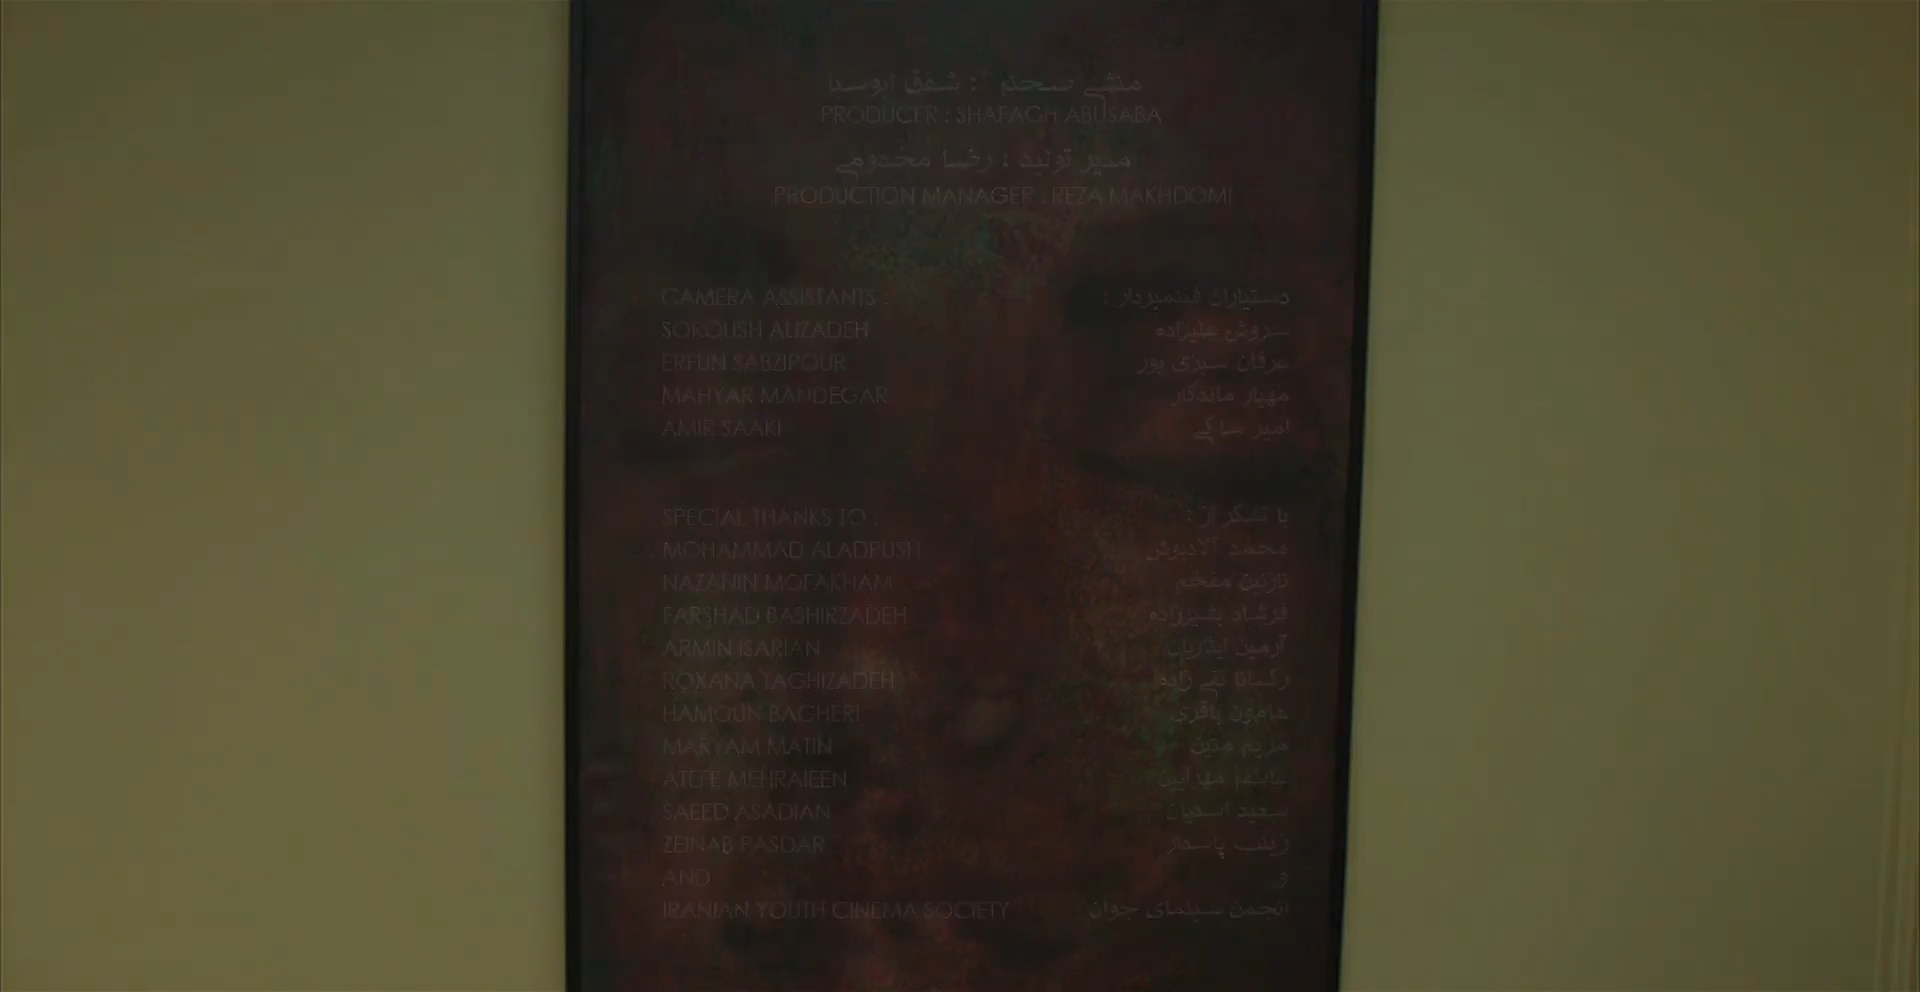 منشی صحنه : شفق ابوسبا
PRODUCER : SHAFAGH ABUSABA
مدیر تولید : رضا مخدومی
PRODUCTION MANAGER : REZA MAKHDOMI
CAMERA ASSISTANTS : دستیاران فیلمبردار :
SOROUSH ALIZADEH سروش علیزاده
ERFUN SABZIPOUR عرفان سبزی پور
MAHYAR MANDEGAR مهیار ماندگار
AMIR SAAKI امیر ساکی
SPECIAL THANKS TO : با تشکر از :
MOHAMMAD ALADPUSH محمد آلادپوش
NAZANIN MOFAKHAM نازنین مفخم
FARSHAD BASHIRZADEH فرشاد بشیرزاده
ARMIN ISARIAN آرمین ایثاریان
ROXANA TAGHIZADEH رکسانا تقی زاده
HAMOUN BAGHERI هامون باقری
MARYAM MATIN مریم متین
ATEFE MEHRAIEEN
SAEED ASADIAN سعید اسدیان
ZEINAB PASDAR زینب پاسدار
AND و
IRANIAN YOUTH CINEMA SOCIETY انجمن سینمای جوان